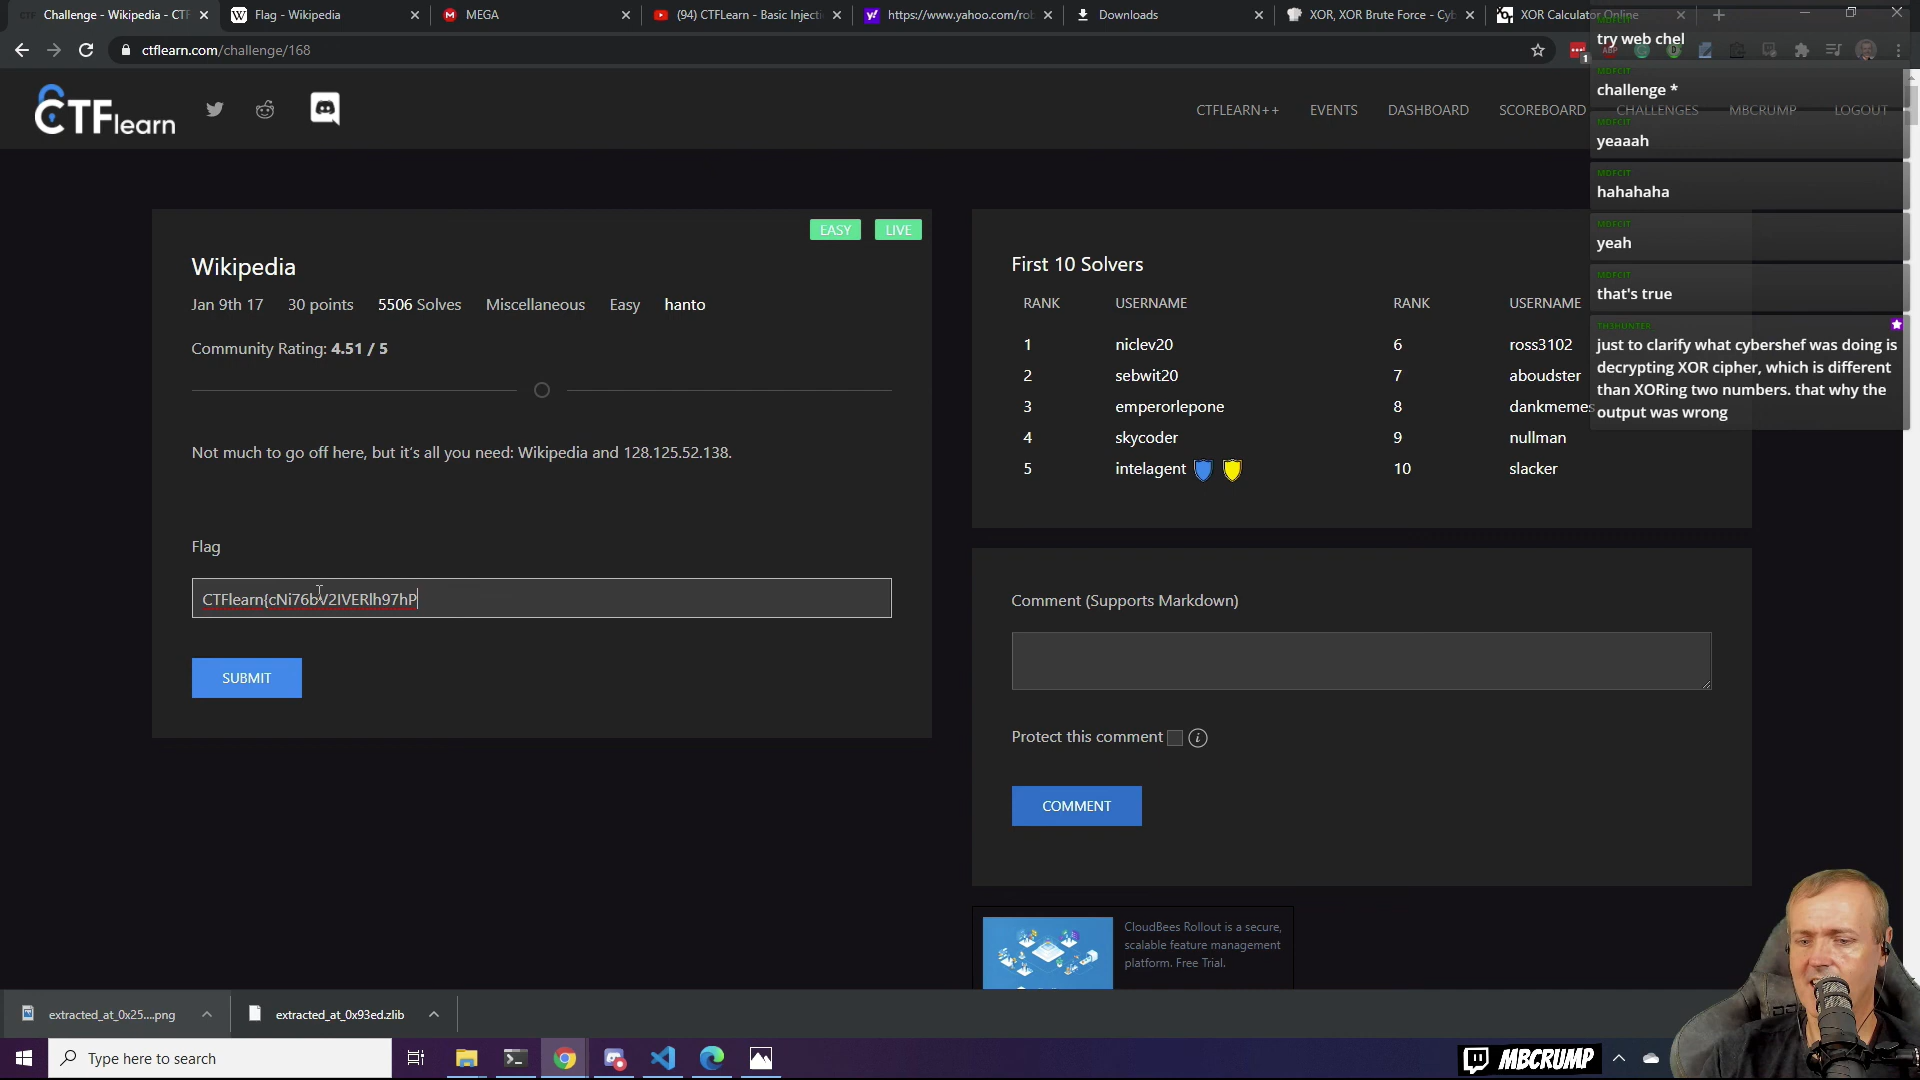 Challenge - Wikipedia - CTF
Flag - Wikipedia
MEGA
(94) CTFLearn - Basic Injecti
https://www.yahoo.com/rob
Downloads
XOR, XOR Brute Force - Cyb
XOR Calculator Online
ctflearn.com/challenge/168
CTFlearn
CTFLEARN++
EVENTS
DASHBOARD
SCOREBOARD
CHALLENGES
MBCRUMP
LOGOUT
MDFCIT
try web chel
MDFCIT
challenge *
MDFCIT
yeaaah
MDFCIT
hahahaha
MDFCIT
yeah
MDFCIT
that's true
TH3HUNTER
just to clarify what cybershef was doing is
decrypting XOR cipher, which is different
than XORing two numbers. that why the
output was wrong
EASY
LIVE
Wikipedia
Jan 9th 17 30 points 5506 Solves Miscellaneous Easy hanto
Community Rating: 4.51 / 5
Not much to go off here, but it’s all you need: Wikipedia and 128.125.52.138.
Flag
CTFlearn{cNi76bV2IVERlh97hP
SUBMIT
First 10 Solvers
RANK USERNAME RANK USERNAME
1 niclev20 6 ross3102
2 sebwit20 7 aboudster
3 emperorlepone 8 dankmemes
4 skycoder 9 nullman
5 intelagent 10 slacker
Comment (Supports Markdown)
Protect this comment
COMMENT
CloudBees Rollout is a secure,
scalable feature management
platform. Free Trial.
extracted_at_0x25....png
extracted_at_0x93ed.zlib
Type here to search
MBCRUMP